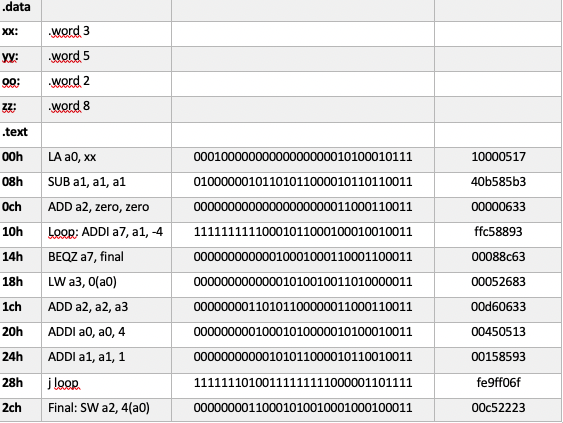 .data
xx: .word 3
yy: .word 5
oo: .word 2
zz: .word 8
.text
00h LA a0, xx 00010000000000000000010100010111 10000517
08h SUB a1, a1, a1 01000000101101011000010110110011 40b585b3
0ch ADD a2, zero, zero 00000000000000000000011000110011 00000633
10h Loop: ADDI a7, a1, -4 11111111110001011000100010010011 ffc58893
14h BEQZ a7, final 00000000000010001000110001100011 00088c63
18h LW a3, 0(a0) 00000000000001010010011010000011 00052683
1ch ADD a2, a2, a3 00000000110101100000011000110011 00d60633
20h ADDI a0, a0, 4 00000000010001010000010100010011 00450513
24h ADDI a1, a1, 1 00000000000101011000010110010011 00158593
28h j loop 11111110100111111111000001101111 fe9ff06f
2ch Final: SW a2, 4(a0) 00000000110001010010001000100011 00c52223